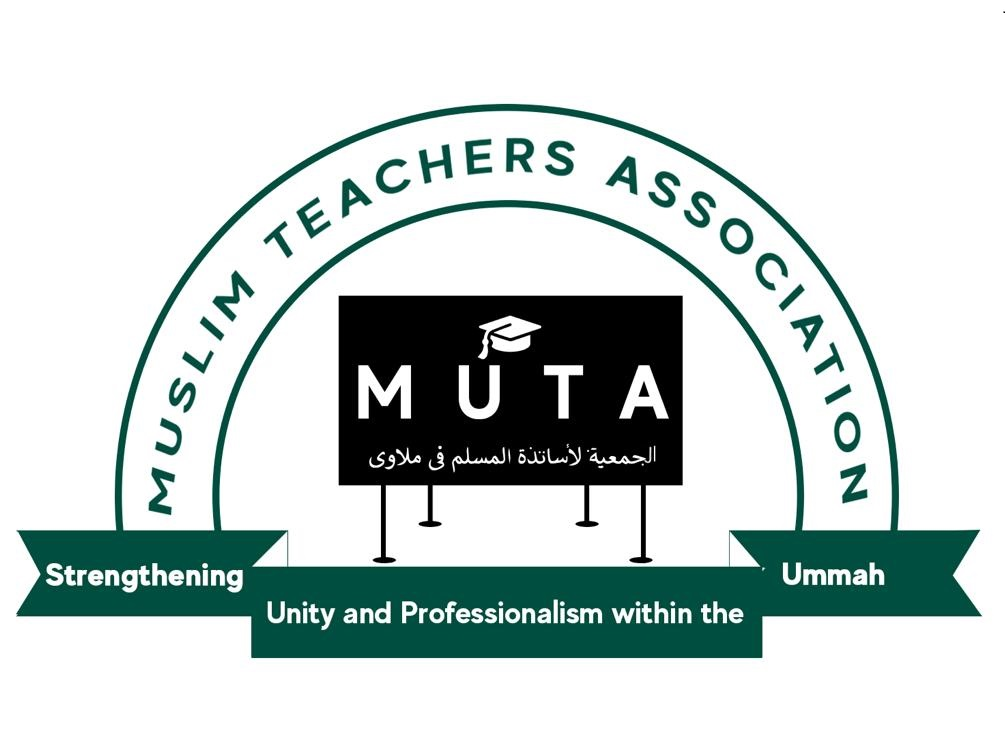 MUSLIM TEACHERS ASSOCIATION
MUTA
الجمعية لأساتذة المسلم فى ملاوى
Strengthening
Unity and Professionalism within the
Ummah